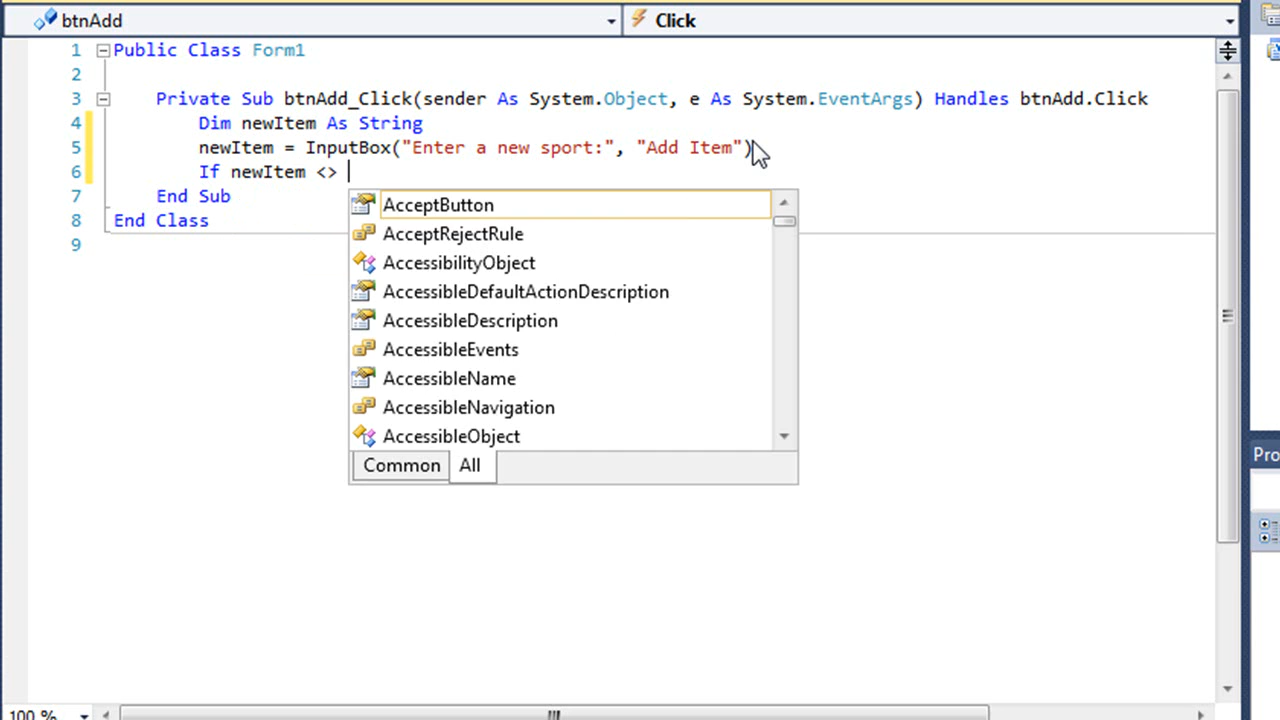 btnAdd Click
1 Public Class Form1
2
3 Private Sub btnAdd_Click(sender As System.Object, e As System.EventArgs) Handles btnAdd.Click
4 Dim newItem As String
5 newItem = InputBox("Enter a new sport:", "Add Item")
6 If newItem <>
7 End Sub
8 End Class
9
AcceptButton
AcceptRejectRule
AccessibilityObject
AccessibleDefaultActionDescription
AccessibleDescription
AccessibleEvents
AccessibleName
AccessibleNavigation
AccessibleObject
Common All
Pro
100 %